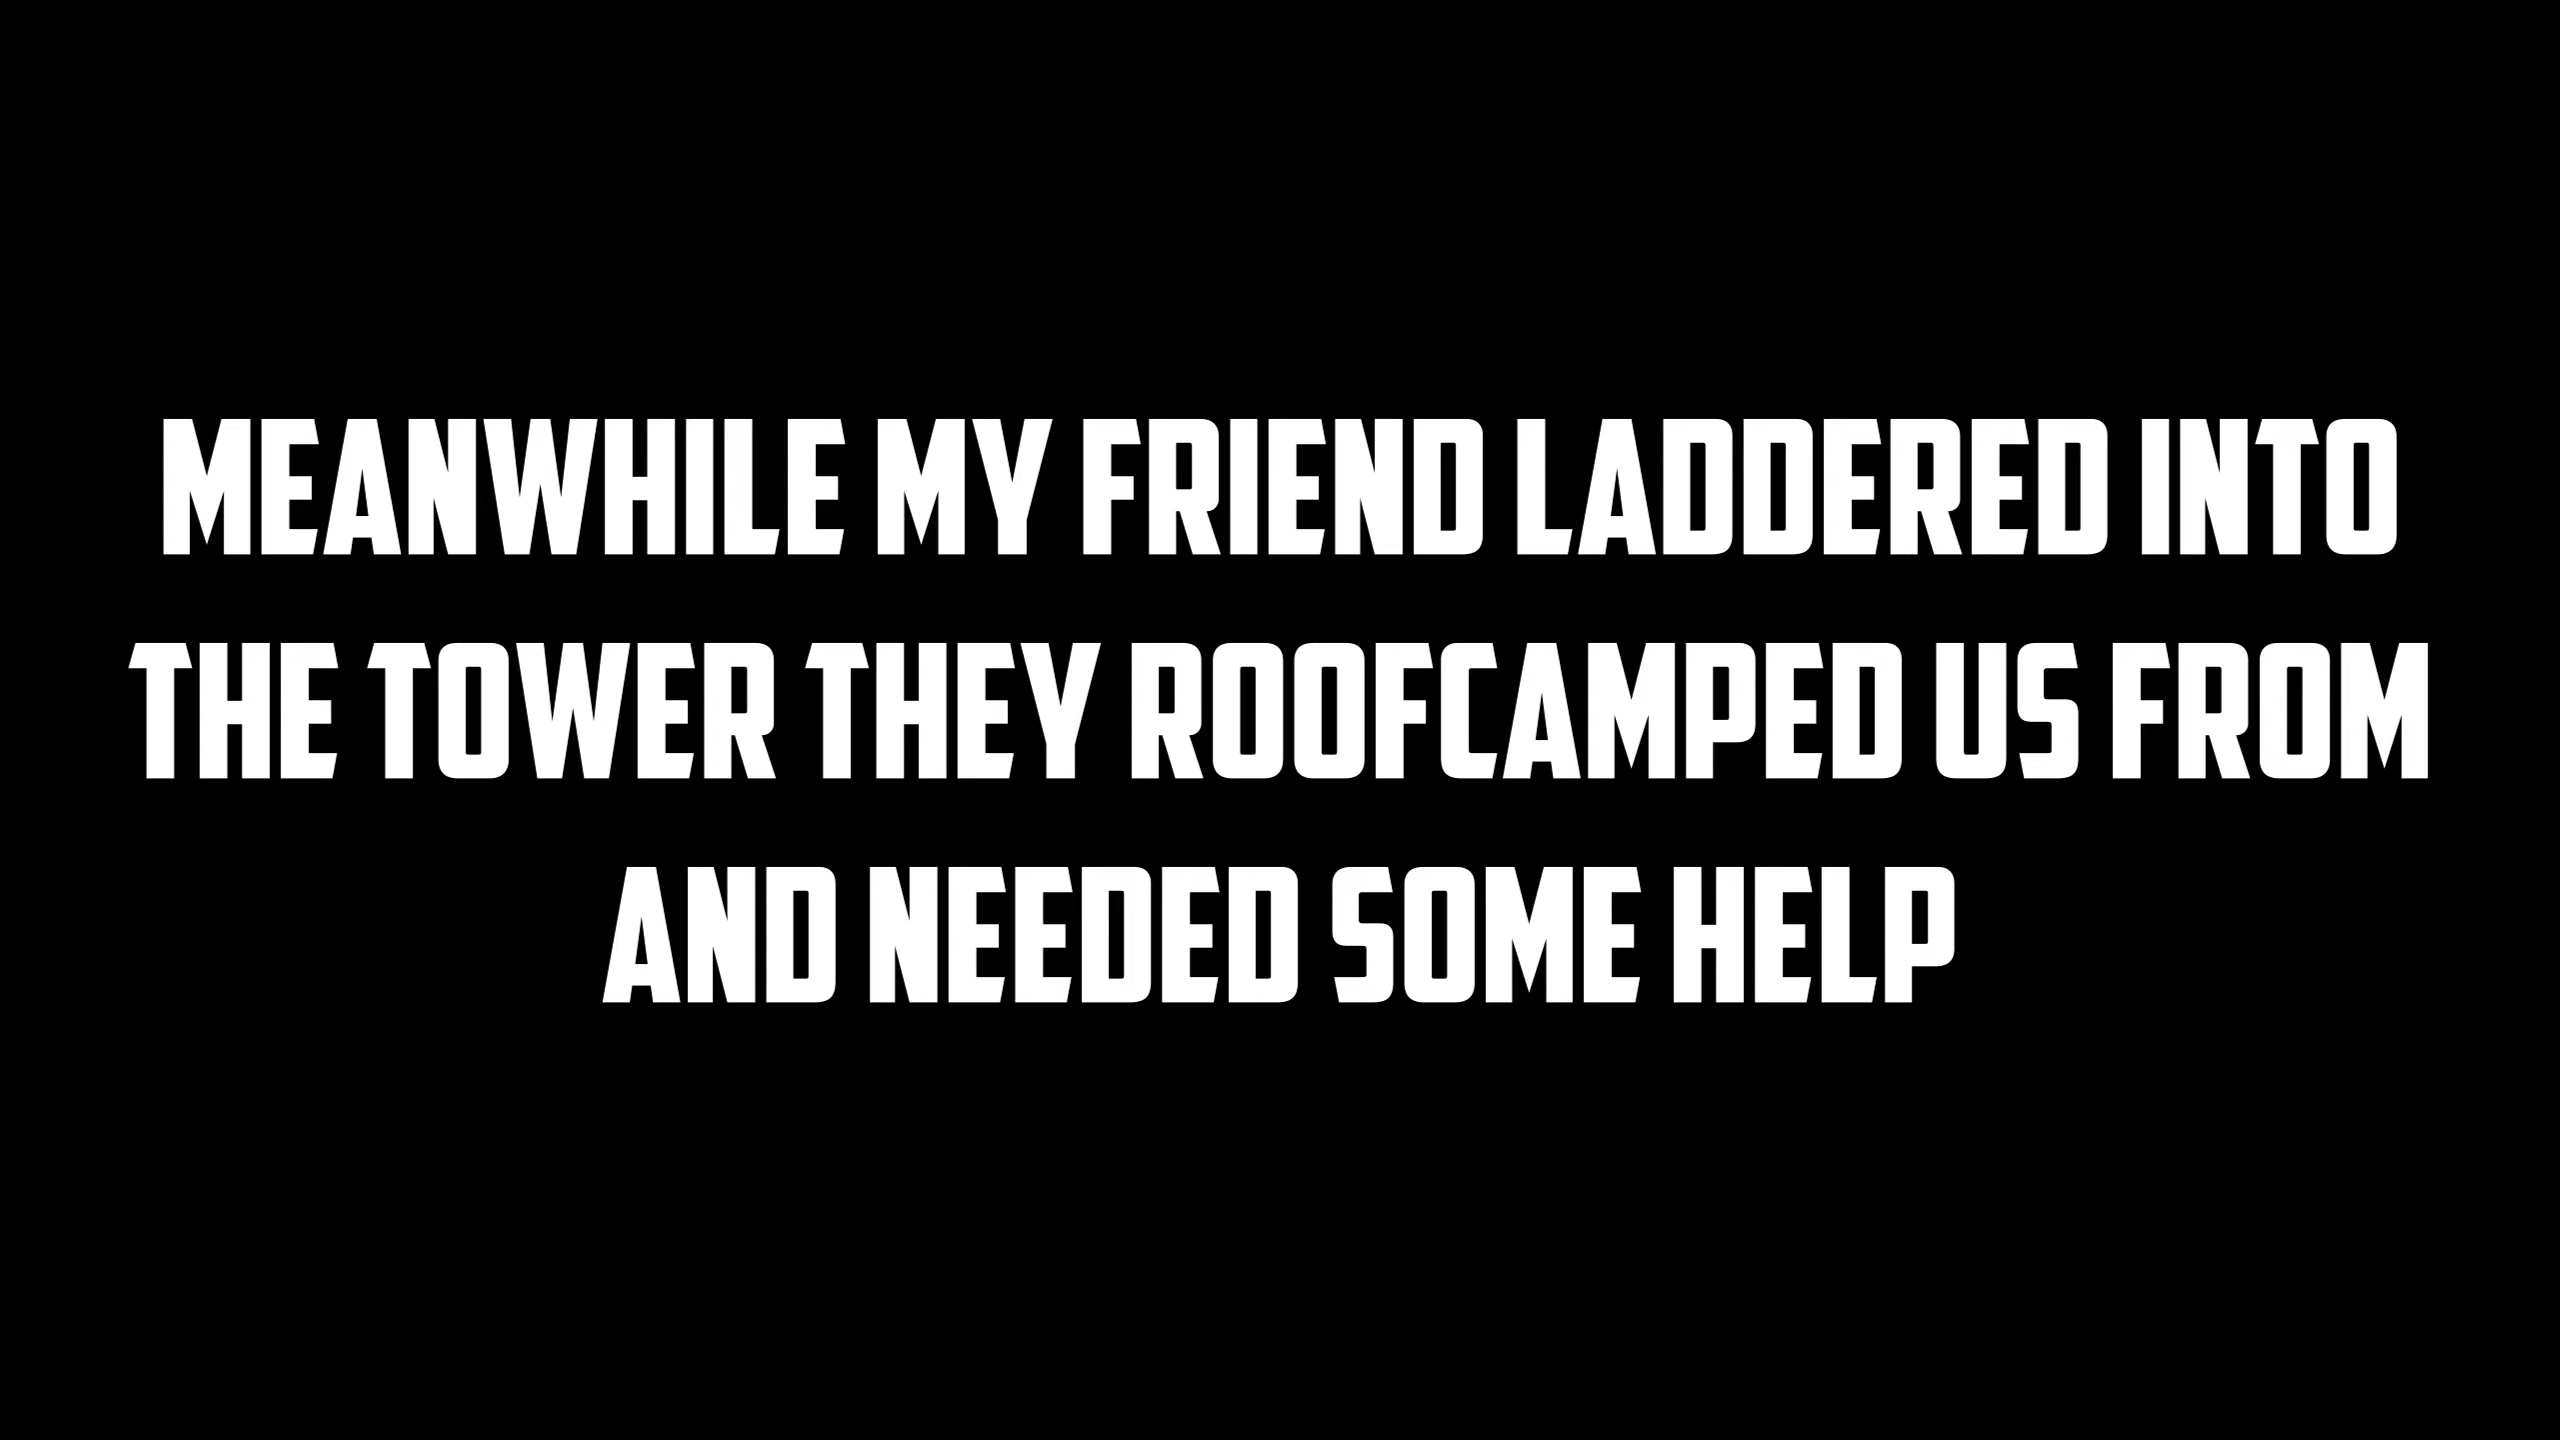 MEANWHILE MY FRIEND LADDERED INTO
THE TOWER THEY ROOFCAMPED US FROM
AND NEEDED SOME HELP